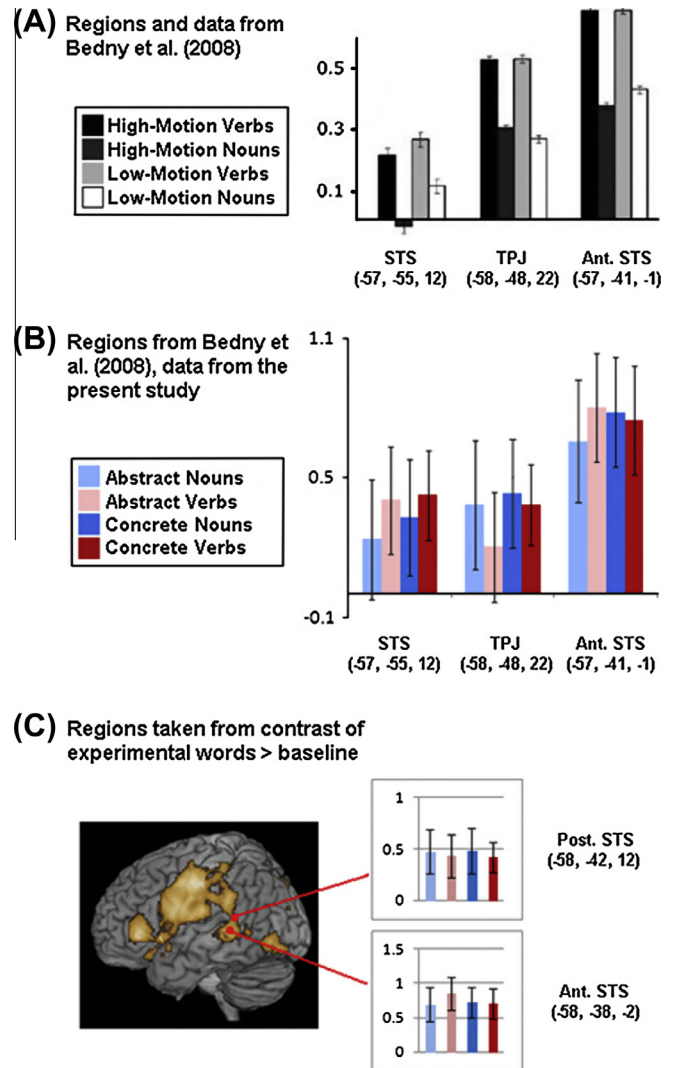 (A) Regions and data from
Bedny et al. (2008)
High-Motion Verbs
High-Motion Nouns
Low-Motion Verbs
Low-Motion Nouns
0.5
0.3
0.1
STS
(-57, -55, 12)
TPJ
(-58, -48, 22)
Ant. STS
(-57, -41, -1)
(B) Regions from Bedny et
al. (2008), data from the
present study
Abstract Nouns
Abstract Verbs
Concrete Nouns
Concrete Verbs
1.1
0.5
-0.1
STS
(-57, -55, 12)
TPJ
(-58, -48, 22)
Ant. STS
(-57, -41, -1)
(C) Regions taken from contrast of
experimental words > baseline
1
0.5
0
Post. STS
(-58, -42, 12)
1.5
1
0.5
0
Ant. STS
(-58, -38, -2)